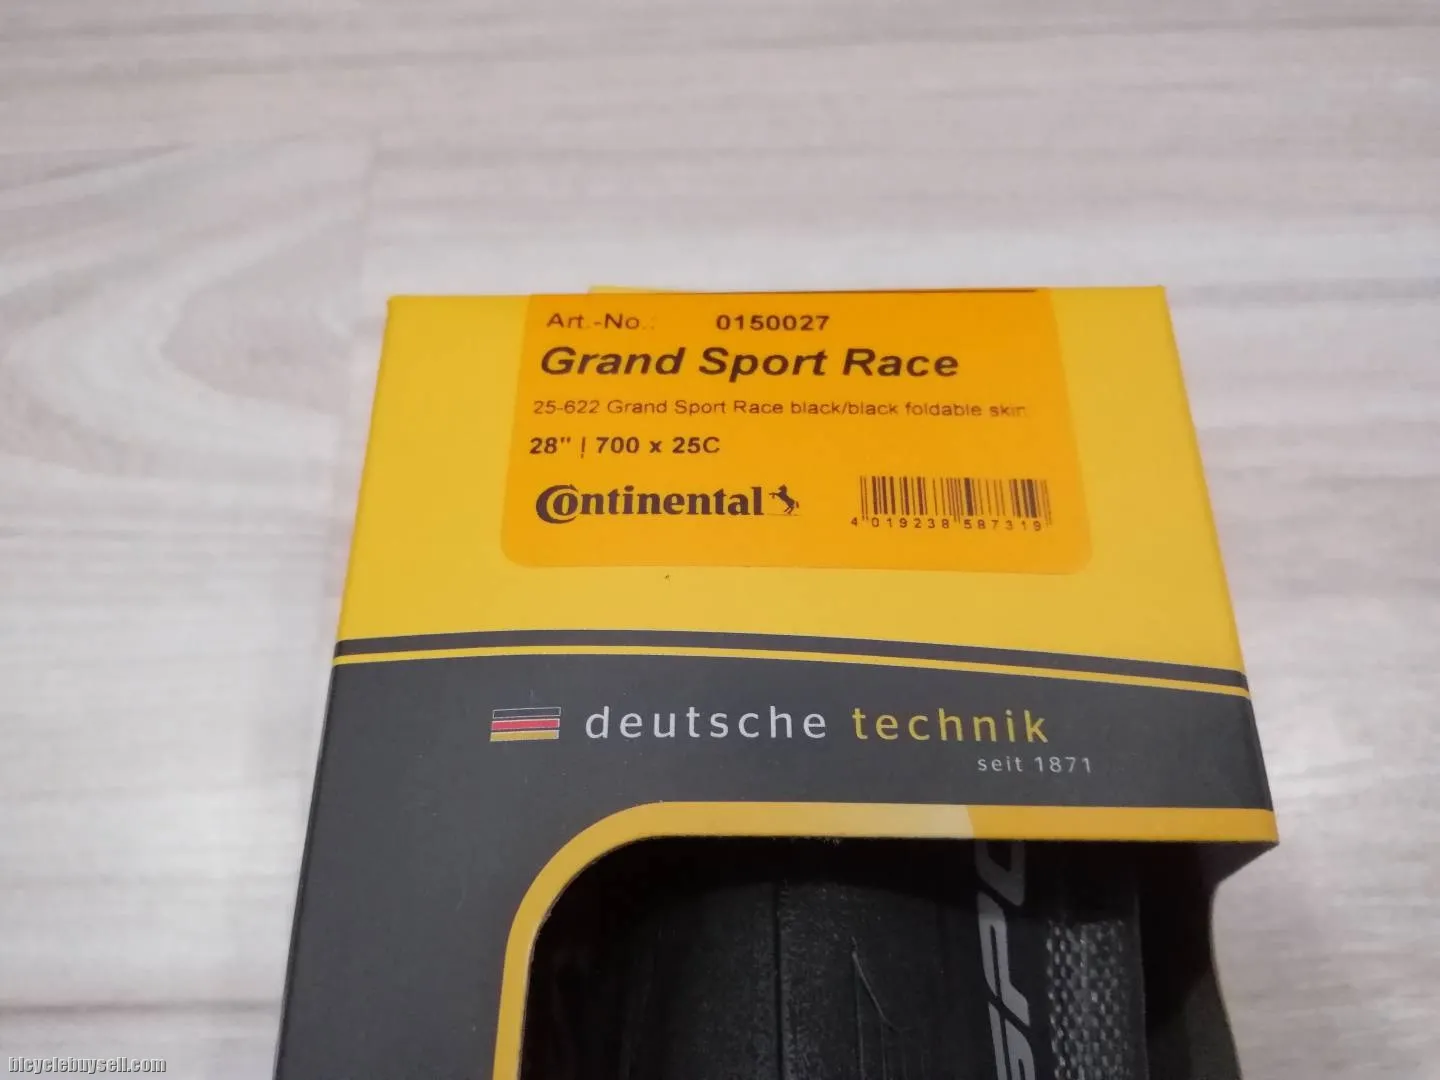 Art.-No.: 0150027
Grand Sport Race
25-622 Grand Sport Race black/black foldable skin
28" | 700 x 25C
Continental
4 019238 587319
deutsche technik
seit 1871
SPO
bicyclebuysell.com